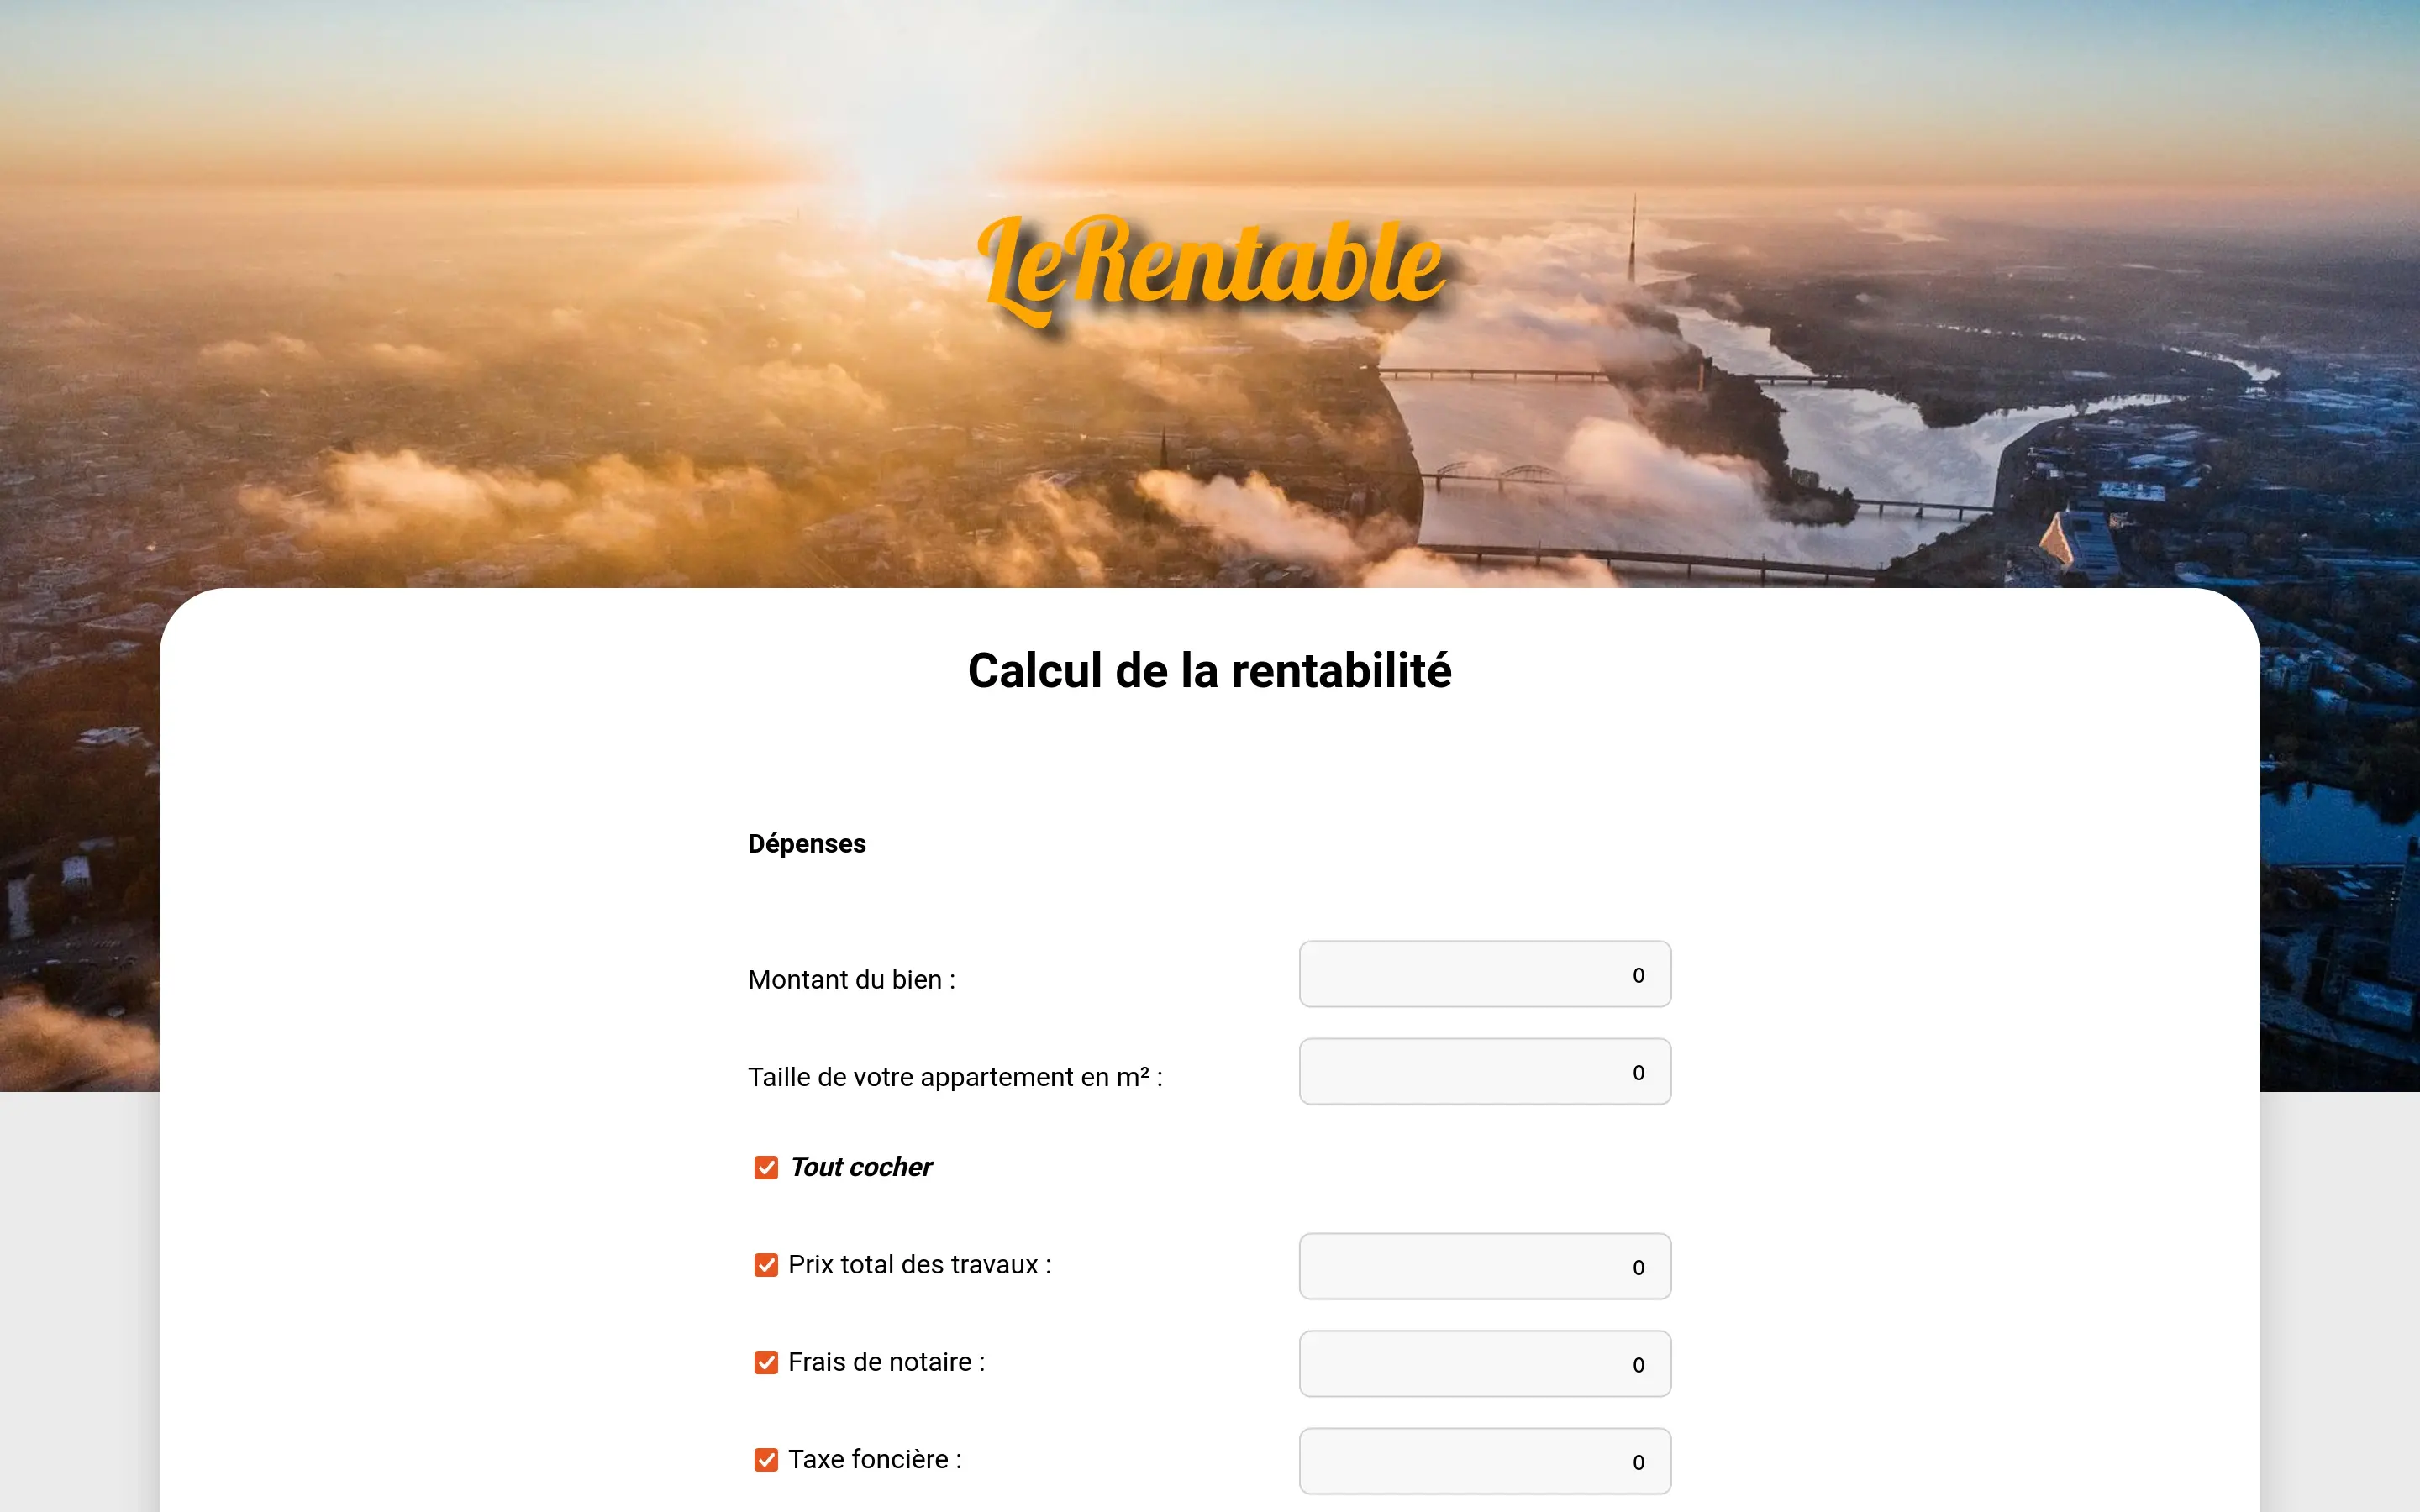 LeRentable
Calcul de la rentabilité
Dépenses
Montant du bien : 0
Taille de votre appartement en m² : 0
Tout cocher
Prix total des travaux : 0
Frais de notaire : 0
Taxe foncière : 0